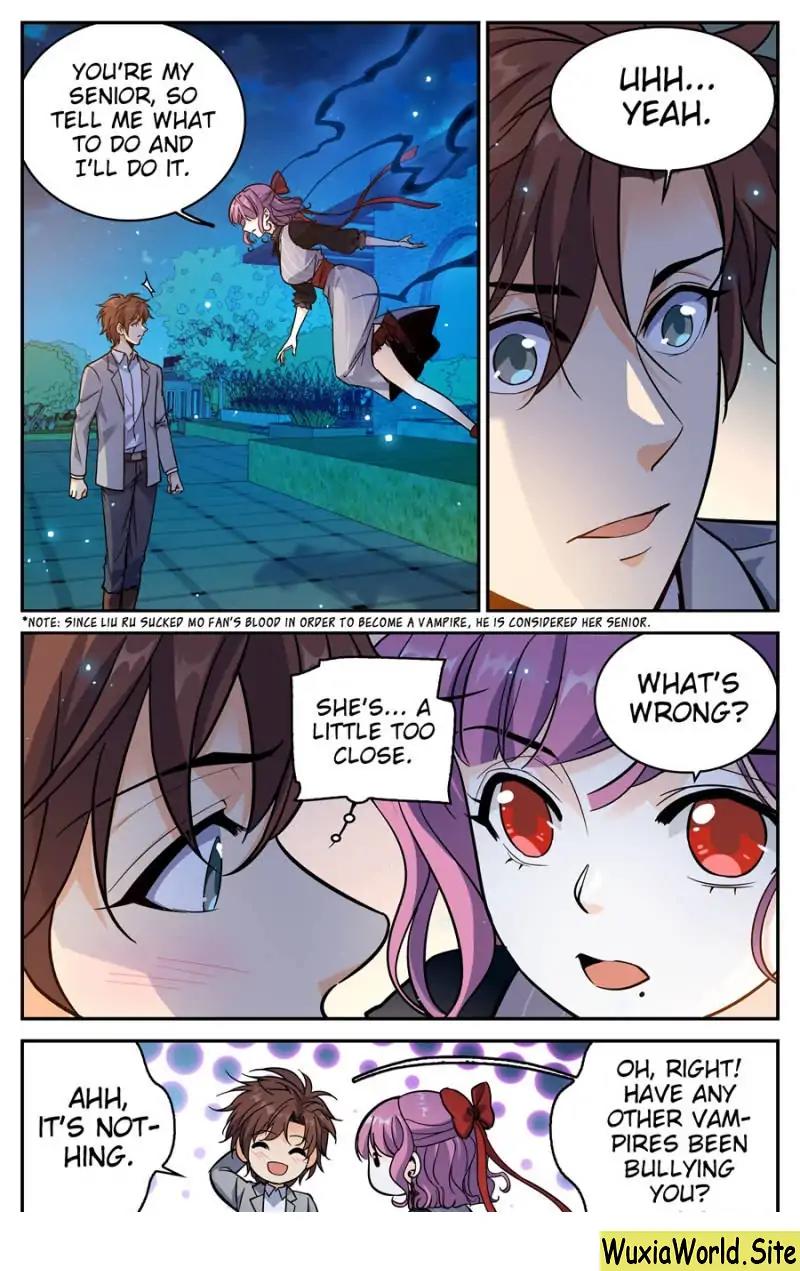 YOU'RE MY
SENIOR, SO
TELL ME WHAT
TO DO AND
I'LL DO IT.
UHH...
YEAH.
*NOTE: SINCE LIU RU SUCKED MO FAN'S BLOOD IN ORDER TO BECOME A VAMPIRE, HE IS CONSIDERED HER SENIOR.
SHE'S... A
LITTLE TOO
CLOSE.
WHAT'S
WRONG?
AHH,
IT'S NOT-
HING.
OH, RIGHT!
HAVE ANY
OTHER VAM-
PIRES BEEN
BULLYING
YOU?
WuxiaWorld.Site